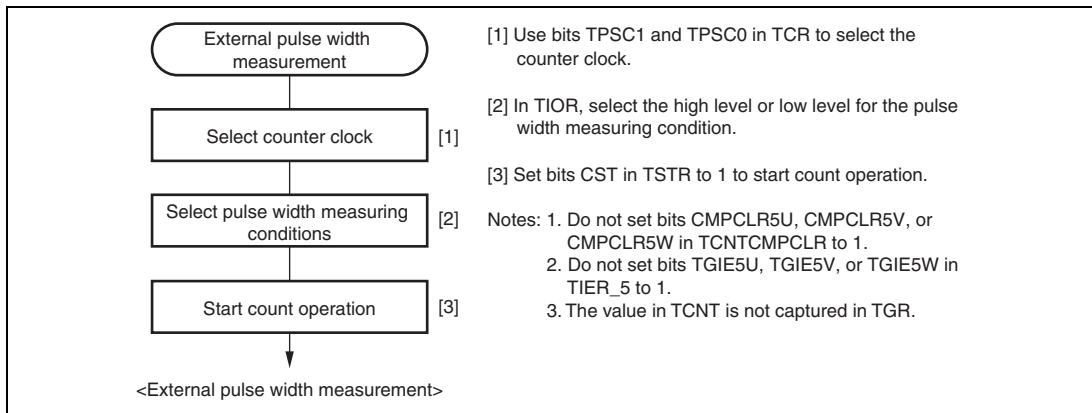 External pulse width
measurement
Select counter clock
[1]
Select pulse width measuring
conditions
[2]
Start count operation
[3]
<External pulse width measurement>
[1] Use bits TPSC1 and TPSC0 in TCR to select the
counter clock.
[2] In TIOR, select the high level or low level for the pulse
width measuring condition.
[3] Set bits CST in TSTR to 1 to start count operation.
Notes: 1. Do not set bits CMPCLR5U, CMPCLR5V, or
CMPCLR5W in TCNTCMPCLR to 1.
2. Do not set bits TGIE5U, TGIE5V, or TGIE5W in
TIER_5 to 1.
3. The value in TCNT is not captured in TGR.